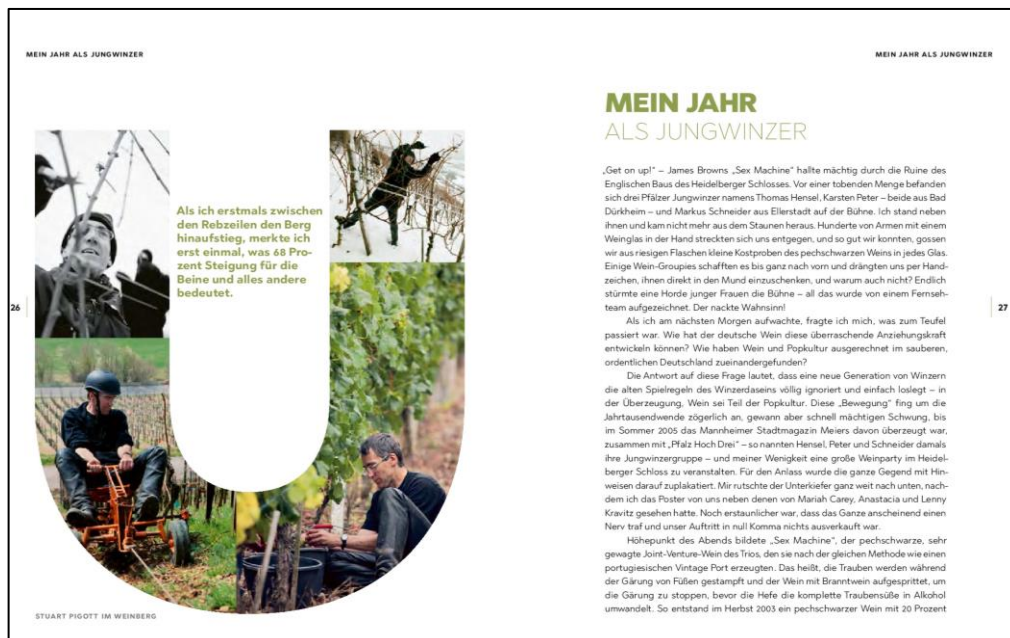 MEIN JAHR ALS JUNGWINZER
Als ich erstmals zwischen
den Rebzeilen den Berg
hinaufstieg, merkte ich
erst einmal, was 68 Pro-
zent Steigung für die
Beine und alles andere
bedeutet.
26
STUART PIGOTT IM WEINBERG
MEIN JAHR ALS JUNGWINZER
MEIN JAHR
ALS JUNGWINZER
„Get on up!“ – James Browns „Sex Machine“ hallte mächtig durch die Ruine des
Englischen Baus des Heidelberger Schlosses. Vor einer tobenden Menge befanden
sich drei Pfälzer Jungwinzer namens Thomas Hensel, Karsten Peter – beide aus Bad
Dürkheim – und Markus Schneider aus Ellerstadt auf der Bühne. Ich stand neben
ihnen und kam nicht mehr aus dem Staunen heraus. Hunderte von Armen mit einem
Weinglas in der Hand streckten sich uns entgegen, und so gut wir konnten, gossen
wir aus riesigen Flaschen kleine Kostproben des pechschwarzen Weins in jedes Glas.
Einige Wein-Groupies schafften es bis ganz nach vorn und drängten uns per Hand-
zeichen, ihnen direkt in den Mund einzuschenken, und warum auch nicht? Endlich
stürmte eine Horde junger Frauen die Bühne – all das wurde von einem Fernseh-
team aufgezeichnet. Der nackte Wahnsinn!
Als ich am nächsten Morgen aufwachte, fragte ich mich, was zum Teufel
passiert war. Wie hat der deutsche Wein diese überraschende Anziehungskraft
entwickeln können? Wie haben Wein und Popkultur ausgerechnet im sauberen,
ordentlichen Deutschland zueinandergefunden?
Die Antwort auf diese Frage lautet, dass eine neue Generation von Winzern
die alten Spielregeln des Winzerdaseins völlig ignoriert und einfach loslegt – in
der Überzeugung, Wein sei Teil der Popkultur. Diese „Bewegung“ fing um die
Jahrtausendwende zögerlich an, gewann aber schnell mächtigen Schwung, bis
im Sommer 2005 das Mannheimer Stadtmagazin Meiers davon überzeugt war,
zusammen mit „Pfalz Hoch Drei“ – so nannten Hensel, Peter und Schneider damals
ihre Jungwinzergruppe – und meiner Wenigkeit eine große Weinparty im Heidel-
berger Schloss zu veranstalten. Für den Anlass wurde die ganze Gegend mit Hin-
weisen darauf zuplakatiert. Mir rutschte der Unterkiefer ganz weit nach unten, nach-
dem ich das Poster von uns neben denen von Mariah Carey, Anastacia und Lenny
Kravitz gesehen hatte. Noch erstaunlicher war, dass das Ganze anscheinend einen
Nerv traf und unser Auftritt in null Komma nichts ausverkauft war.
Höhepunkt des Abends bildete „Sex Machine“, der pechschwarze, sehr
gewagte Joint-Venture-Wein des Trios, den sie nach der gleichen Methode wie einen
portugiesischen Vintage Port erzeugten. Das heißt, die Trauben werden während
der Gärung von Füßen gestampft und der Wein mit Branntwein aufgesprittet, um
die Gärung zu stoppen, bevor die Hefe die komplette Traubensüße in Alkohol
umwandelt. So entstand im Herbst 2003 ein pechschwarzer Wein mit 20 Prozent
27